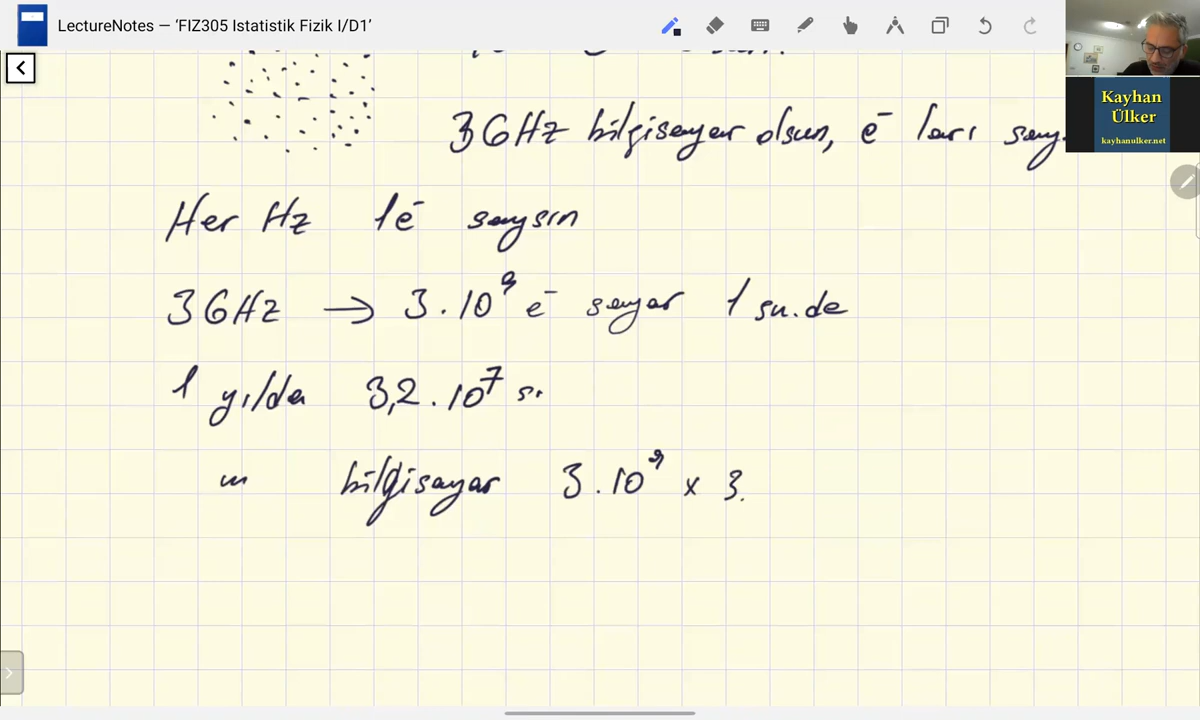 LectureNotes — ‘FIZ305 Istatistik Fizik I/D1’
Kayhan
Ülker
kayhanulker.net
3GHz bilgisayar olsun, e⁻ ları say
Her Hz 1e⁻ saysın
3GHz → 3.10⁹ e⁻ sayar 1 sn.de
1 yılda 3,2.10⁷ s
" bilgisayar 3.10⁹ x 3.